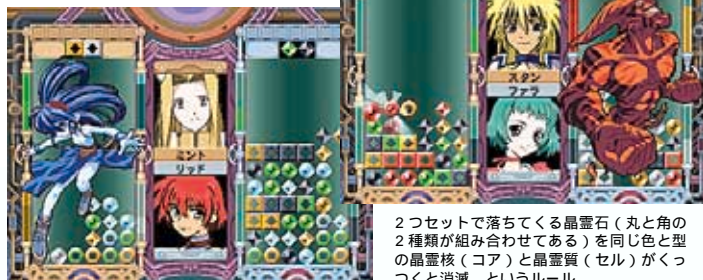 ミント
リッド
スタン
ファラ
2つセットで落ちてくる晶霊石(丸と角の
2種類が組み合わせてある)を同じ色と型
の晶霊核(コア)と晶霊質(セル)がくっ
つくと消滅、というルール